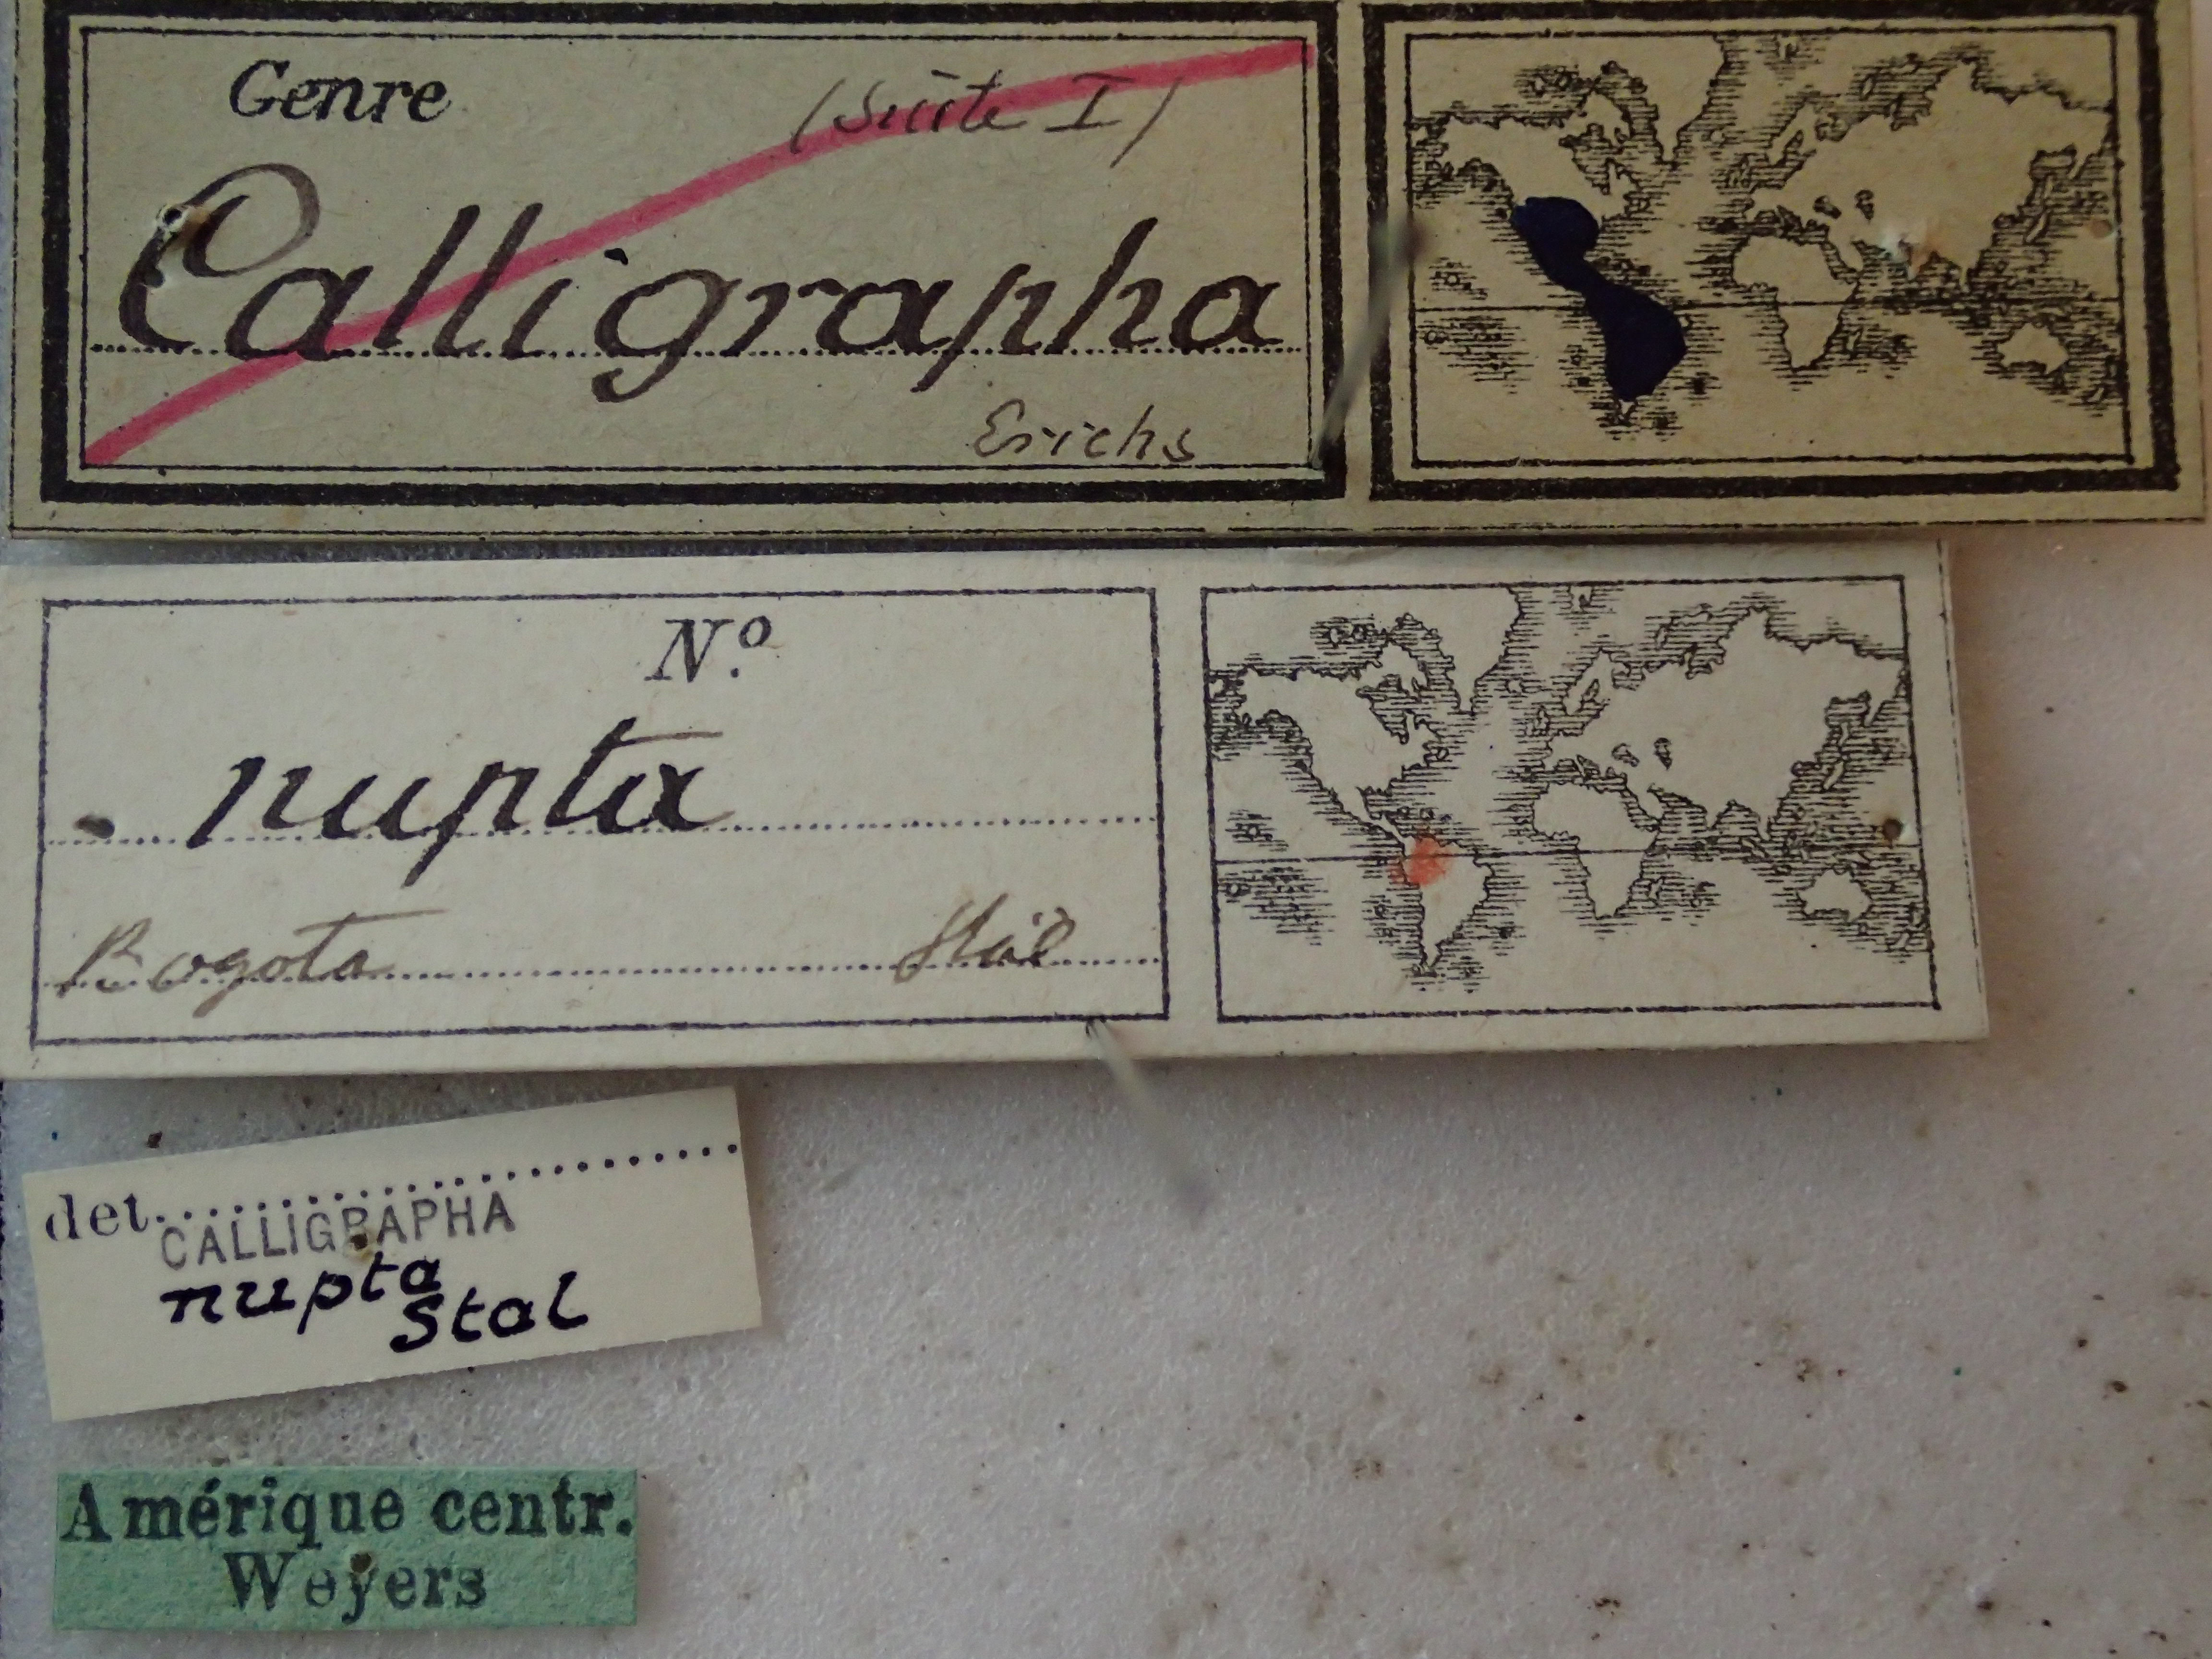 Genre (Suite I)
Calligrapha
Erichs
N.º
nupta
Bogota Stål
det.
CALLIGRAPHA
nupta
Stal
Amérique centr.
Weyers